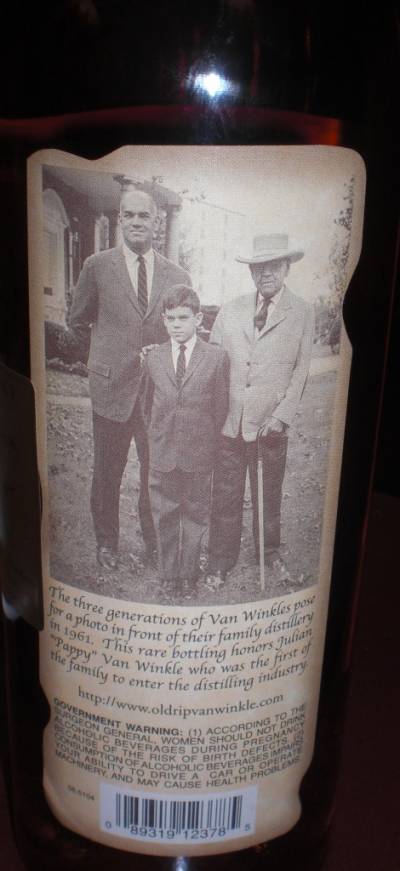 The three generations of Van Winkles pose
for a photo in front of their family distillery
in 1961. This rare bottling honors Julian
"Pappy" Van Winkle who was the first of
the family to enter the distilling industry.
http://www.oldripvanwinkle.com
GOVERNMENT WARNING: (1) ACCORDING TO THE
SURGEON GENERAL, WOMEN SHOULD NOT DRINK
ALCOHOLIC BEVERAGES DURING PREGNANCY
BECAUSE OF THE RISK OF BIRTH DEFECTS. (2)
CONSUMPTION OF ALCOHOLIC BEVERAGES IMPAIRS
YOUR ABILITY TO DRIVE A CAR OR OPERATE
MACHINERY, AND MAY CAUSE HEALTH PROBLEMS.
0 89319 12378 5